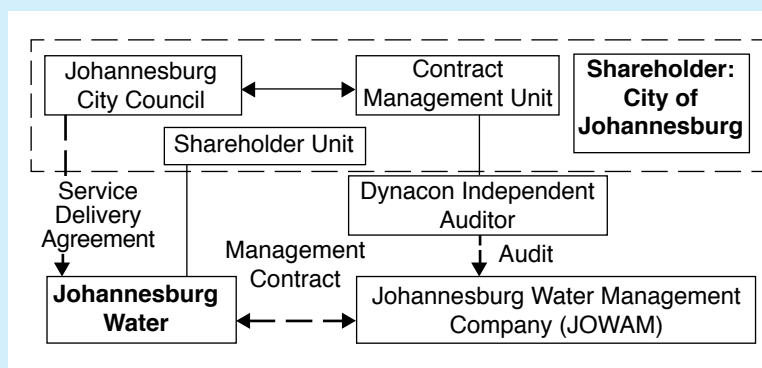 Johannesburg
City Council
Contract
Management Unit
Shareholder:
City of
Johannesburg
Shareholder Unit
Service
Delivery
Agreement
Dynacon Independent
Auditor
Management
Contract
Audit
Johannesburg
Water
Johannesburg Water Management
Company (JOWAM)